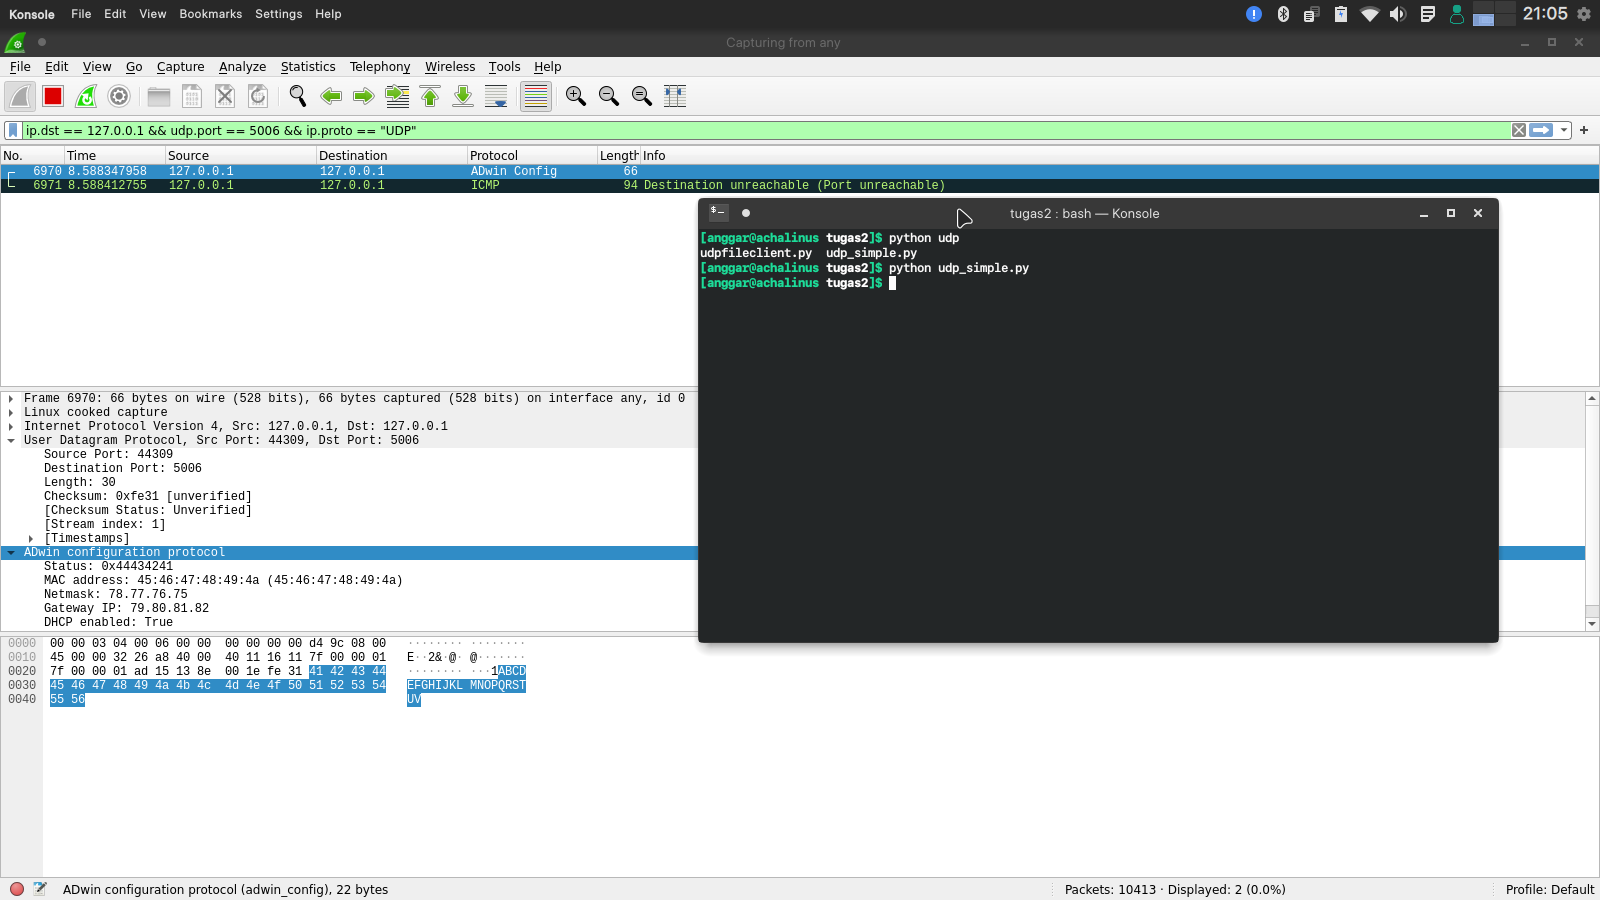 Konsole File Edit View Bookmarks Settings Help 21:05
Capturing from any
File Edit View Go Capture Analyze Statistics Telephony Wireless Tools Help
ip.dst == 127.0.0.1 && udp.port == 5006 && ip.proto == "UDP"
No. Time Source Destination Protocol Length Info
6970 8.588347958 127.0.0.1 127.0.0.1 ADwin Config 66
6971 8.588412755 127.0.0.1 127.0.0.1 ICMP 94 Destination unreachable (Port unreachable)
tugas2 : bash — Konsole
[anggar@achalinus tugas2]$ python udp
udpfileclient.py udp_simple.py
[anggar@achalinus tugas2]$ python udp_simple.py
[anggar@achalinus tugas2]$
Frame 6970: 66 bytes on wire (528 bits), 66 bytes captured (528 bits) on interface any, id 0
Linux cooked capture
Internet Protocol Version 4, Src: 127.0.0.1, Dst: 127.0.0.1
User Datagram Protocol, Src Port: 44309, Dst Port: 5006
Source Port: 44309
Destination Port: 5006
Length: 30
Checksum: 0xfe31 [unverified]
[Checksum Status: Unverified]
[Stream index: 1]
[Timestamps]
ADwin configuration protocol
Status: 0x44434241
MAC address: 45:46:47:48:49:4a (45:46:47:48:49:4a)
Netmask: 78.77.76.75
Gateway IP: 79.80.81.82
DHCP enabled: True
0000 00 00 03 04 00 06 00 00 00 00 00 00 d4 9c 08 00 ········ ········
0010 45 00 00 32 26 a8 40 00 40 11 16 11 7f 00 00 01 E··2&·@· @·······
0020 7f 00 00 01 ad 15 13 8e 00 1e fe 31 41 42 43 44 ········ ···1ABCD
0030 45 46 47 48 49 4a 4b 4c 4d 4e 4f 50 51 52 53 54 EFGHIJKL MNOPQRST
0040 55 56 UV
ADwin configuration protocol (admin_config), 22 bytes Packets: 10413 · Displayed: 2 (0.0%) Profile: Default